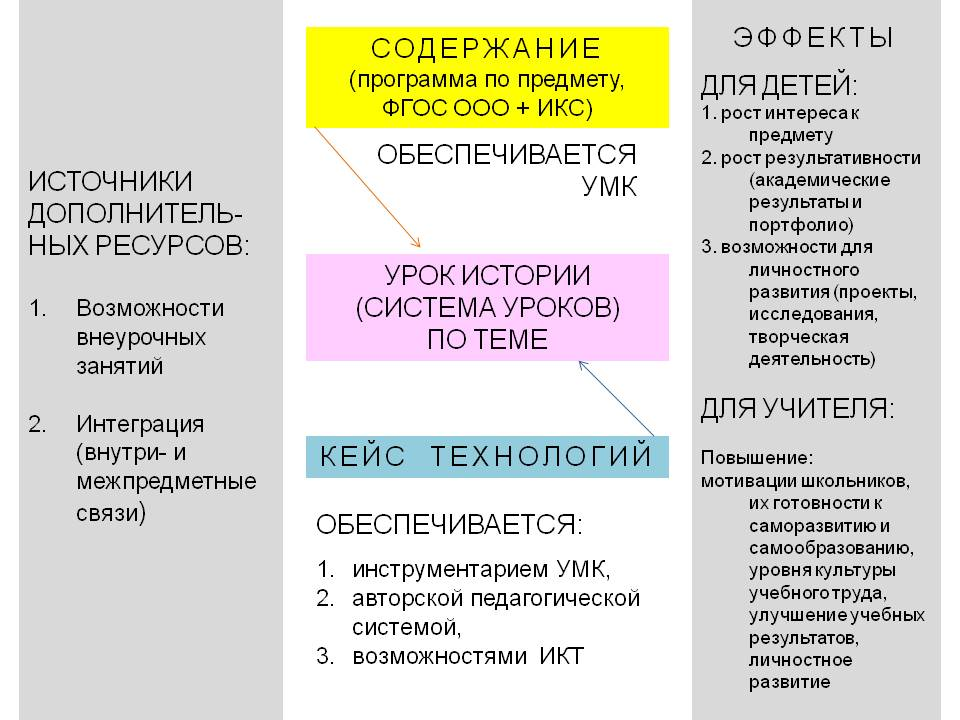 ИСТОЧНИКИ
ДОПОЛНИТЕЛЬ-
НЫХ РЕСУРСОВ:
1. Возможности
внеурочных
занятий
2. Интеграция
(внутри- и
межпредметные
связи)
СОДЕРЖАНИЕ
(программа по предмету,
ФГОС ООО + ИКС)
ОБЕСПЕЧИВАЕТСЯ
УМК
УРОК ИСТОРИИ
(СИСТЕМА УРОКОВ)
ПО ТЕМЕ
КЕЙС ТЕХНОЛОГИЙ
ОБЕСПЕЧИВАЕТСЯ:
1. инструментарием УМК,
2. авторской педагогической
системой,
3. возможностями ИКТ
ЭФФЕКТЫ
ДЛЯ ДЕТЕЙ:
1. рост интереса к
предмету
2. рост результативности
(академические
результаты и
портфолио)
3. возможности для
личностного
развития (проекты,
исследования,
творческая
деятельность)
ДЛЯ УЧИТЕЛЯ:
Повышение:
мотивации школьников,
их готовности к
саморазвитию и
самообразованию,
уровня культуры
учебного труда,
улучшение учебных
результатов,
личностное
развитие